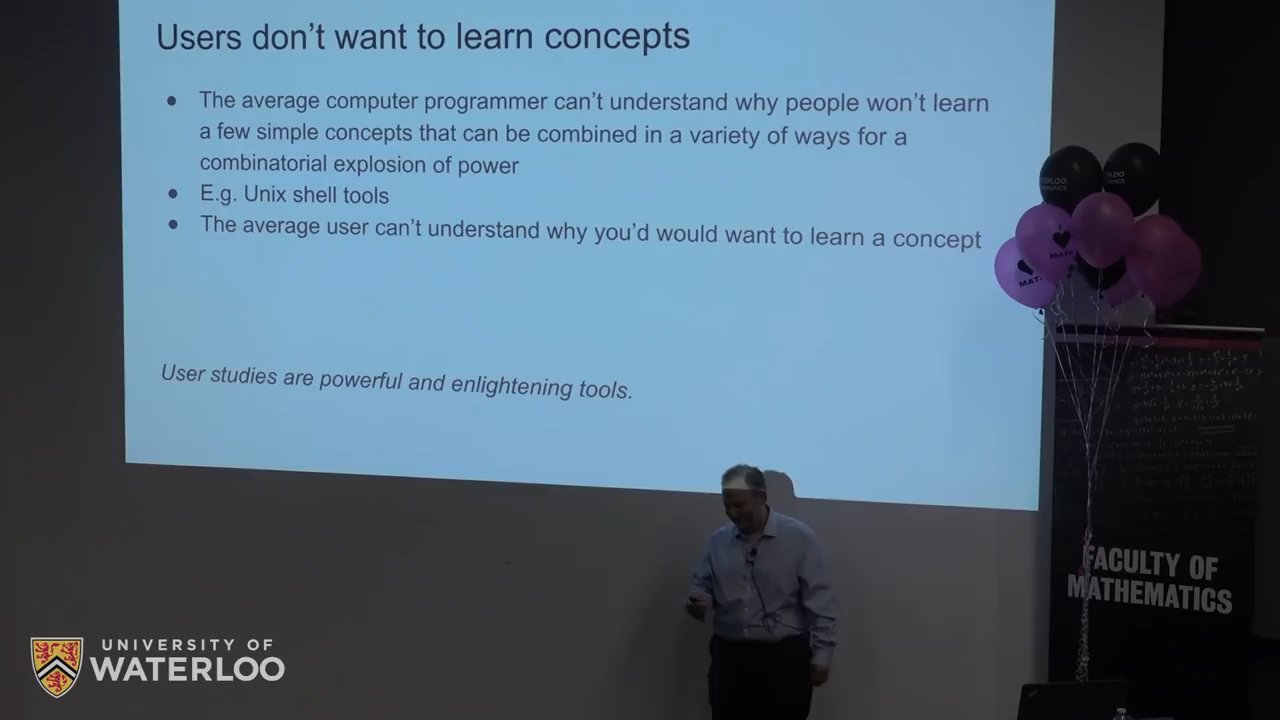 Users don't want to learn concepts
● The average computer programmer can't understand why people won't learn
a few simple concepts that can be combined in a variety of ways for a
combinatorial explosion of power
● E.g. Unix shell tools
● The average user can't understand why you'd would want to learn a concept
User studies are powerful and enlightening tools.
FACULTY OF
MATHEMATICS
UNIVERSITY OF
WATERLOO